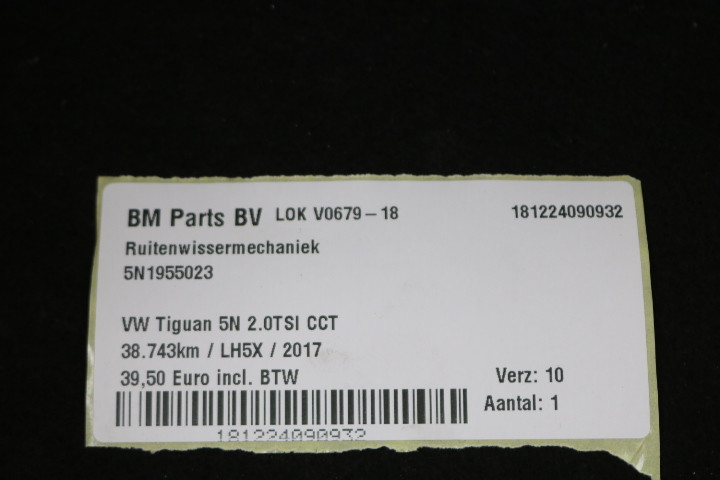 BM Parts BV LOK V0679-18 181224090932
Ruitenwissermechaniek
5N1955023
VW Tiguan 5N 2.0TSI CCT
38.743km / LH5X / 2017
39,50 Euro incl. BTW Verz: 10
Aantal: 1
181224090932